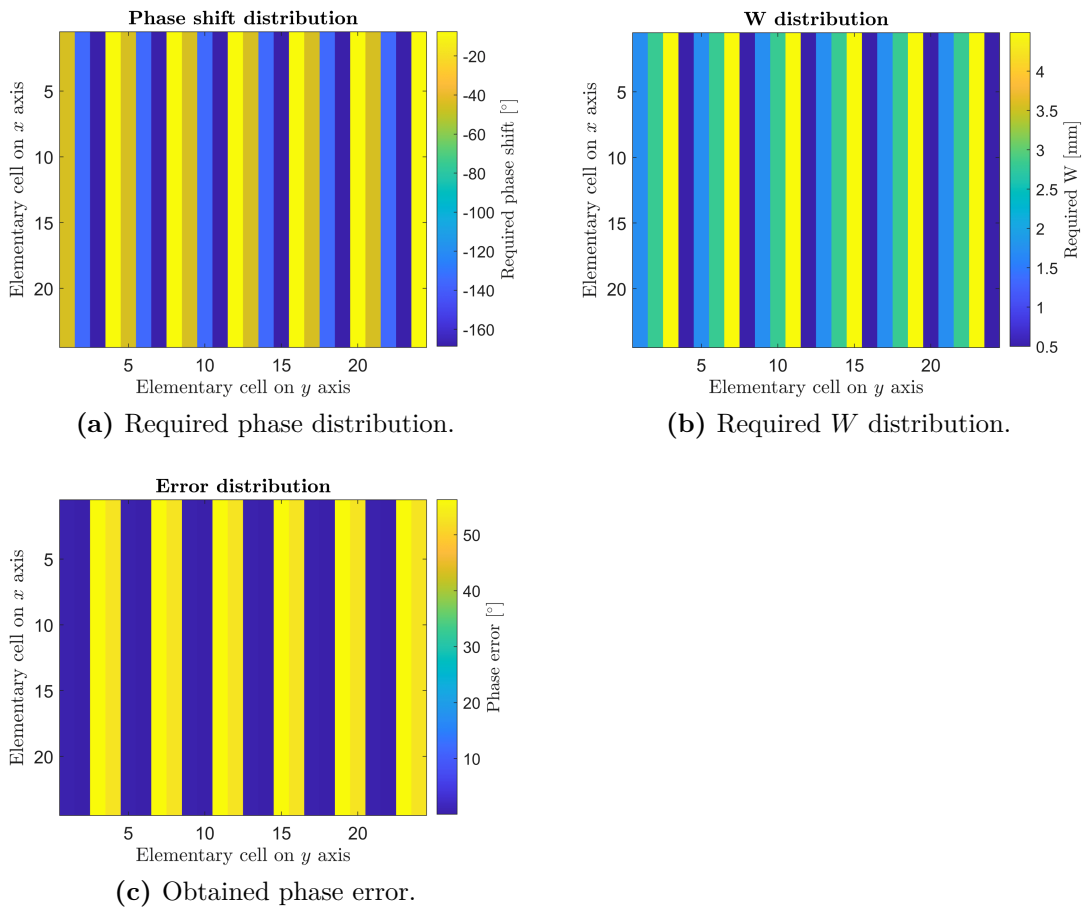 Phase shift distribution
Elementary cell on x axis
5
10
15
20
5 10 15 20
Elementary cell on y axis
-20
-40
-60
-80
-100
-120
-140
-160
Required phase shift [°]
(a) Required phase distribution.
W distribution
Elementary cell on x axis
5
10
15
20
5 10 15 20
Elementary cell on y axis
4
3.5
3
2.5
2
1.5
1
0.5
Required W [mm]
(b) Required W distribution.
Error distribution
Elementary cell on x axis
5
10
15
20
5 10 15 20
Elementary cell on y axis
50
40
30
20
10
Phase error [°]
(c) Obtained phase error.